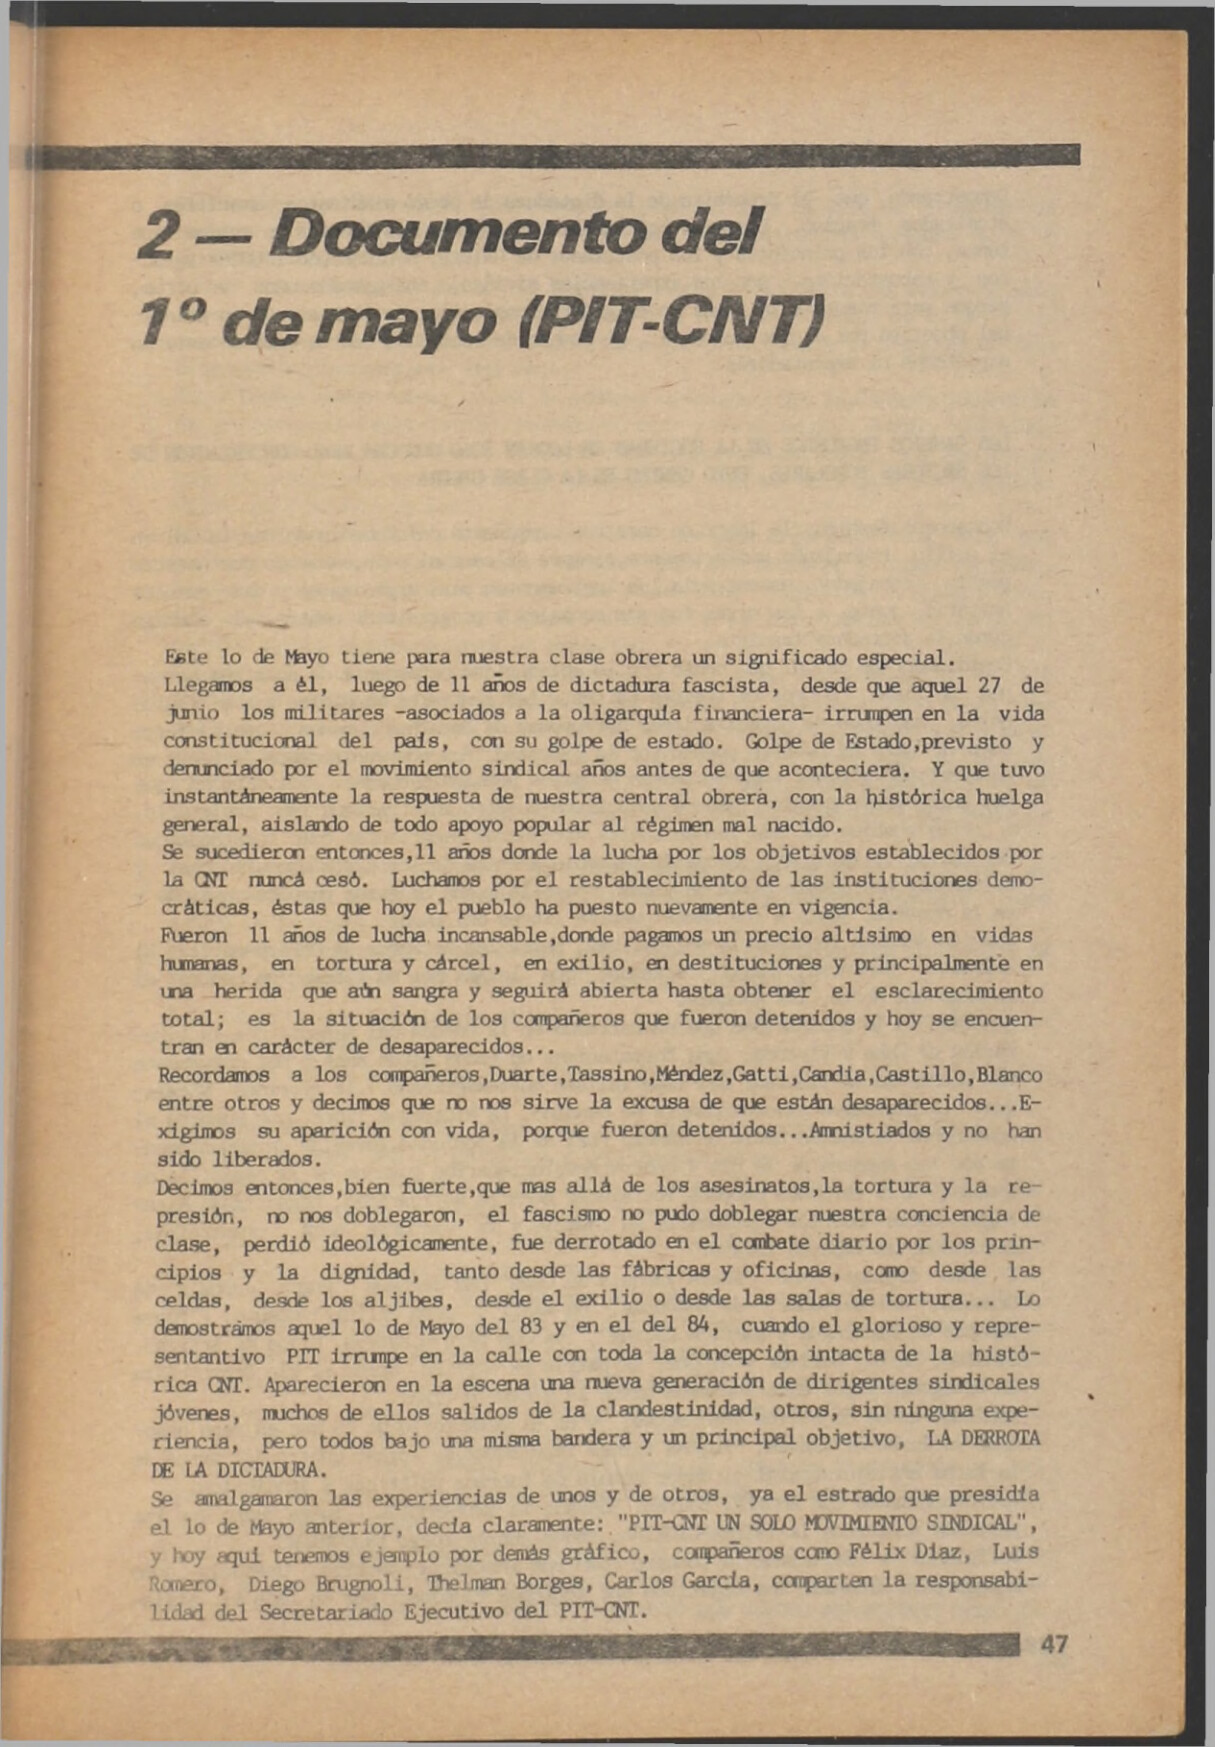 2 — Documento del
1º de mayo (PIT-CNT)
Este lo de Mayo tiene para nuestra clase obrera un significado especial.
Llegamos a él, luego de 11 años de dictadura fascista, desde que aquel 27 de
junio los militares -asociados a la oligarquía financiera- irrumpen en la vida
constitucional del país, con su golpe de estado. Golpe de Estado,previsto y
denunciado por el movimiento sindical años antes de que aconteciera. Y que tuvo
instantáneamente la respuesta de nuestra central obrera, con la histórica huelga
general, aislando de todo apoyo popular al régimen mal nacido.
Se sucedieron entonces,11 años donde la lucha por los objetivos establecidos por
la CNT nuncá cesó. Luchamos por el restablecimiento de las instituciones demo-
cráticas, éstas que hoy el pueblo ha puesto nuevamente en vigencia.
Fueron 11 años de lucha incansable,donde pagamos un precio altísimo en vidas
humanas, en tortura y cárcel, en exilio, en destituciones y principalmente en
una herida que aún sangra y seguirá abierta hasta obtener el esclarecimiento
total; es la situación de los compañeros que fueron detenidos y hoy se encuen-
tran en carácter de desaparecidos...
Recordamos a los compañeros,Duarte,Tassino,Méndez,Gatti,Candia,Castillo,Blanco
entre otros y decimos que no nos sirve la excusa de que están desaparecidos...E-
xigimos su aparición con vida, porque fueron detenidos...Amnistiados y no han
sido liberados.
Decimos entonces,bien fuerte,que mas allá de los asesinatos,la tortura y la re-
presión, no nos doblegaron, el fascismo no pudo doblegar nuestra conciencia de
clase, perdió ideológicamente, fue derrotado en el combate diario por los prin-
cipios y la dignidad, tanto desde las fábricas y oficinas, como desde las
celdas, desde los aljibes, desde el exilio o desde las salas de tortura... Lo
demostrámos aquel lo de Mayo del 83 y en el del 84, cuando el glorioso y repre-
sentantivo PIT irrumpe en la calle con toda la concepción intacta de la histó-
rica CNT. Aparecieron en la escena una nueva generación de dirigentes sindicales
jóvenes, muchos de ellos salidos de la clandestinidad, otros, sin ninguna expe-
riencia, pero todos bajo una misma bandera y un principal objetivo, LA DERROTA
DE LA DICTADURA.
Se amalgamaron las experiencias de unos y de otros, ya el estrado que presidía
el lo de Mayo anterior, decía claramente: "PIT-CNT UN SOLO MOVIMIENTO SINDICAL",
y hoy aquí tenemos ejemplo por demás gráfico, compañeros como Félix Díaz, Luis
Romero, Diego Brugnoli, Thelman Borges, Carlos García, comparten la responsabi-
lidad del Secretariado Ejecutivo del PIT-CNT.
47